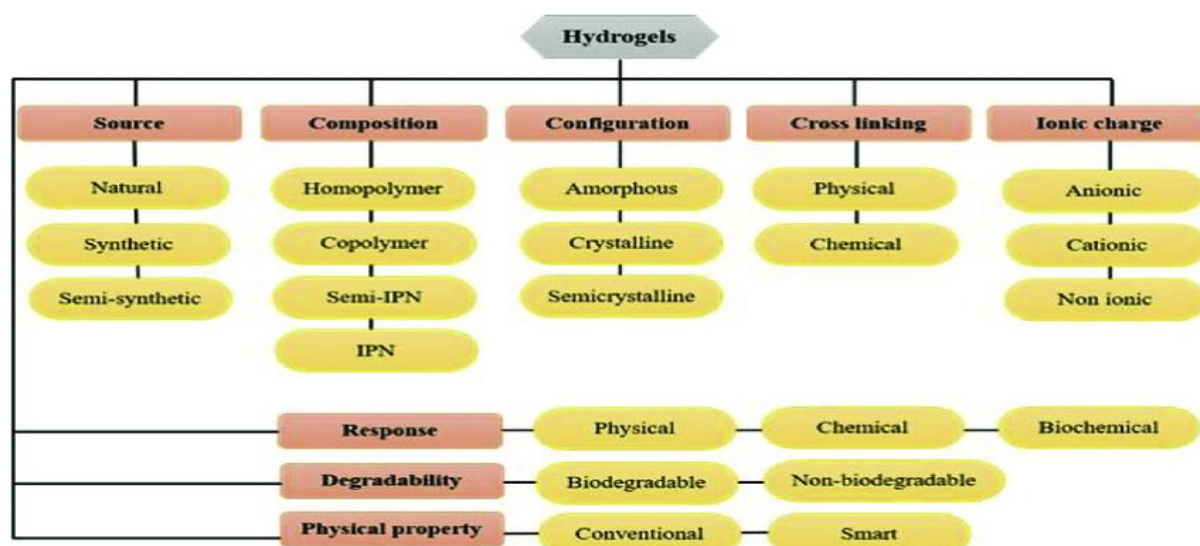 Hydrogels
Source
Composition
Configuration
Cross linking
Ionic charge
Natural
Homopolymer
Amorphous
Physical
Anionic
Synthetic
Copolymer
Crystalline
Chemical
Cationic
Semi-synthetic
Semi-IPN
Semicrystalline
Non ionic
IPN
Response
Physical
Chemical
Biochemical
Degradability
Biodegradable
Non-biodegradable
Physical property
Conventional
Smart